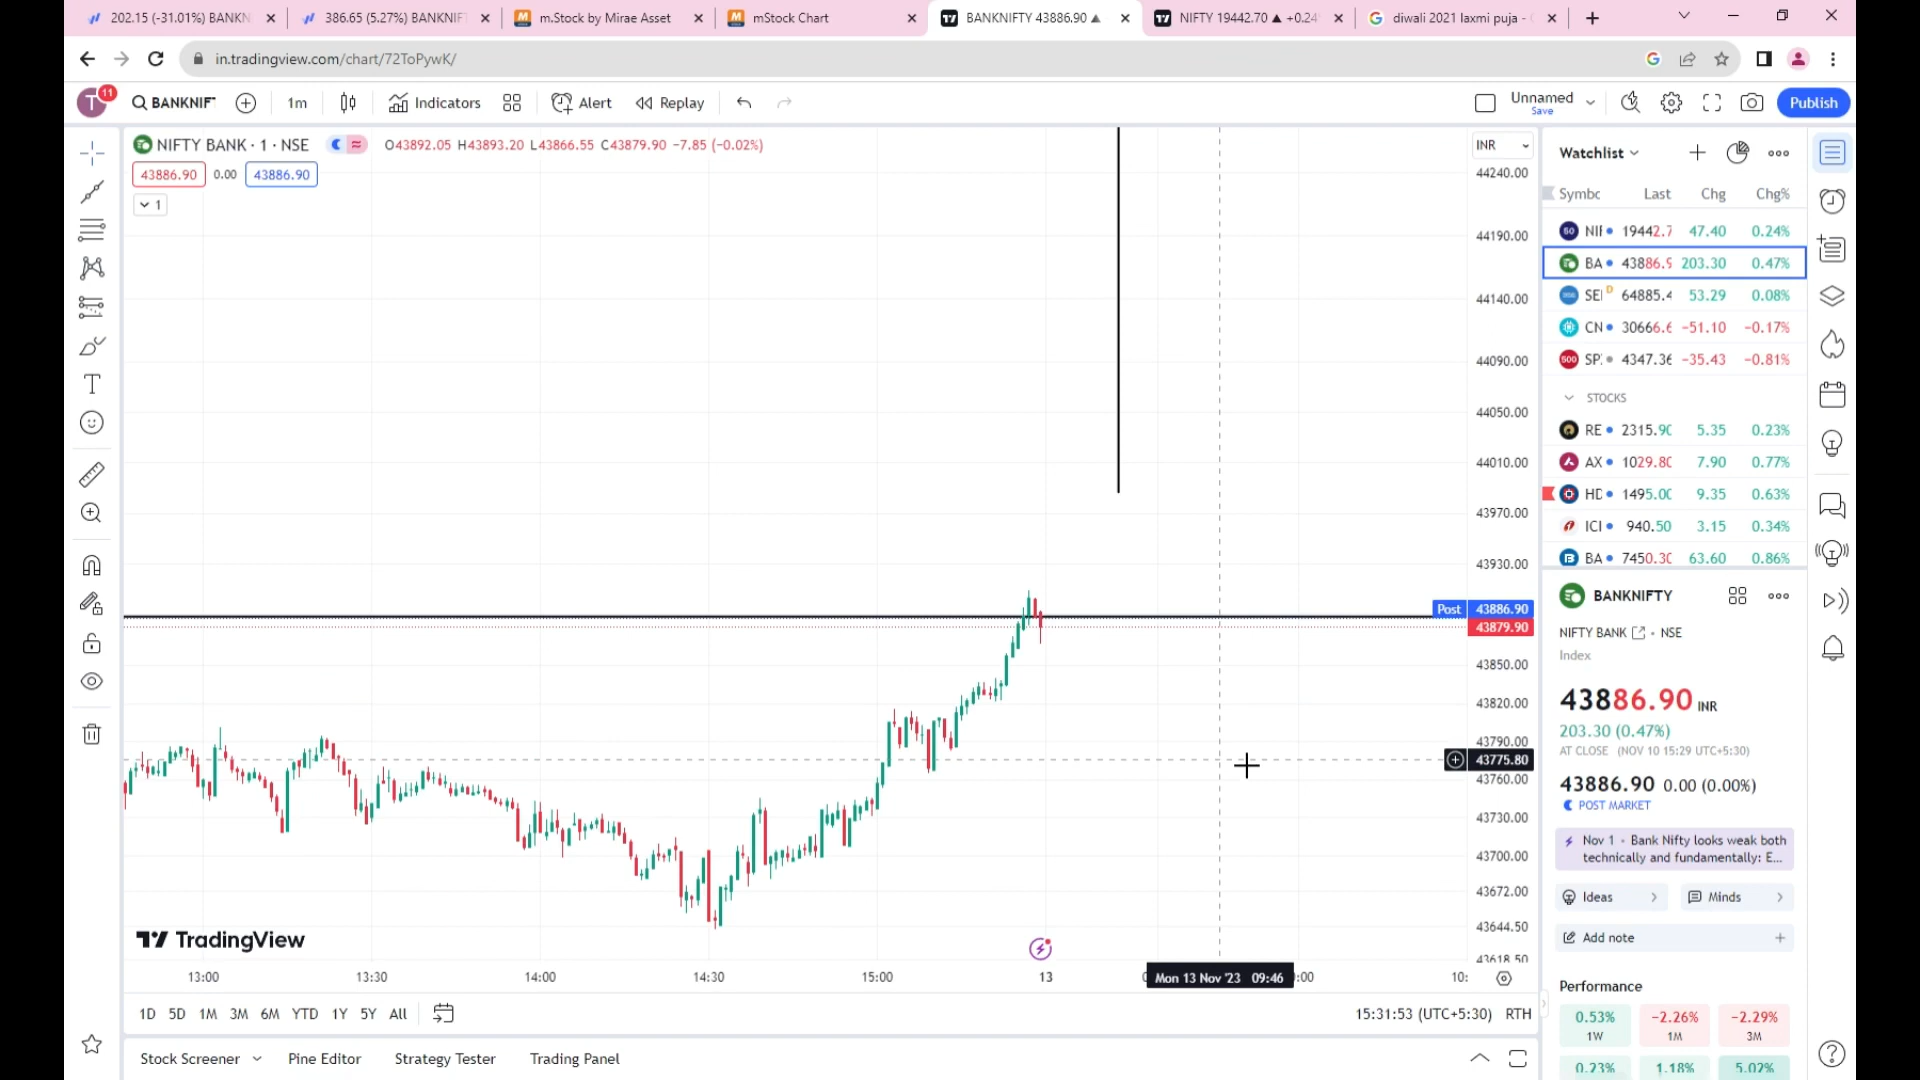 202.15 (-31.01%) BANKN
386.65 (5.27%) BANKNIFT
m.Stock by Mirae Asset
mStock Chart
BANKNIFTY 43886.90 ▲
NIFTY 19442.70 ▲ +0.24
diwali 2021 laxmi puja -
in.tradingview.com/chart/72ToPywK/
T 11
BANKNIF
1m
Indicators
Alert
Replay
Unnamed
Save
Publish
NIFTY BANK · 1 · NSE
O43892.05 H43893.20 L43866.55 C43879.90 −7.85 (−0.02%)
43886.90 0.00 43886.90
1
INR
44240.00
44190.00
44140.00
44090.00
44050.00
44010.00
43970.00
43930.00
Post 43886.90
43879.90
43850.00
43820.00
43790.00
43775.80
43760.00
43730.00
43700.00
43672.00
43644.50
43618.50
TradingView
13:00 13:30 14:00 14:30 15:00 13 Mon 13 Nov '23 09:46 :00 10:
1D 5D 1M 3M 6M YTD 1Y 5Y All
15:31:53 (UTC+5:30) RTH
Stock Screener Pine Editor Strategy Tester Trading Panel
Watchlist
Symbc Last Chg Chg%
50 NIF 19442.7 47.40 0.24%
BA 43886.9 203.30 0.47%
SEI D 64885.4 53.29 0.08%
CN 30666.6 −51.10 −0.17%
500 SP 4347.36 −35.43 −0.81%
STOCKS
RE 2315.90 5.35 0.23%
AX 1029.80 7.90 0.77%
HD 1495.00 9.35 0.63%
ICI 940.50 3.15 0.34%
BA 7450.30 63.60 0.86%
BANKNIFTY
NIFTY BANK · NSE
Index
43886.90 INR
203.30 (0.47%)
AT CLOSE (NOV 10 15:29 UTC+5:30)
43886.90 0.00 (0.00%)
POST MARKET
Nov 1 · Bank Nifty looks weak both
technically and fundamentally: E...
Ideas
Minds
Add note
Performance
0.53% −2.26% −2.29%
1W 1M 3M
0.23% 1.18% 5.02%